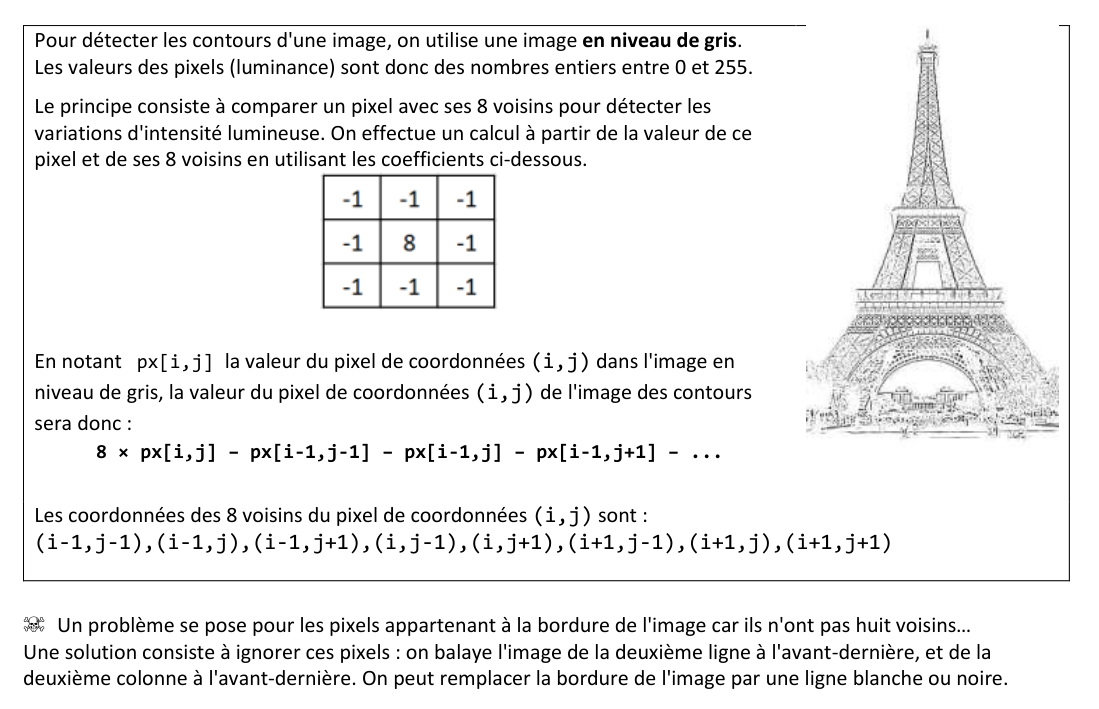 Pour détecter les contours d'une image, on utilise une image en niveau de gris.
Les valeurs des pixels (luminance) sont donc des nombres entiers entre 0 et 255.
Le principe consiste à comparer un pixel avec ses 8 voisins pour détecter les
variations d'intensité lumineuse. On effectue un calcul à partir de la valeur de ce
pixel et de ses 8 voisins en utilisant les coefficients ci-dessous.
-1 -1 -1
-1 8 -1
-1 -1 -1
En notant px[i,j] la valeur du pixel de coordonnées (i,j) dans l'image en
niveau de gris, la valeur du pixel de coordonnées (i,j) de l'image des contours
sera donc :
8 × px[i,j] – px[i-1,j-1] – px[i-1,j] – px[i-1,j+1] – ...
Les coordonnées des 8 voisins du pixel de coordonnées (i,j) sont :
(i-1,j-1),(i-1,j),(i-1,j+1),(i,j-1),(i,j+1),(i+1,j-1),(i+1,j),(i+1,j+1)
☠ Un problème se pose pour les pixels appartenant à la bordure de l'image car ils n'ont pas huit voisins…
Une solution consiste à ignorer ces pixels : on balaye l'image de la deuxième ligne à l'avant-dernière, et de la
deuxième colonne à l'avant-dernière. On peut remplacer la bordure de l'image par une ligne blanche ou noire.